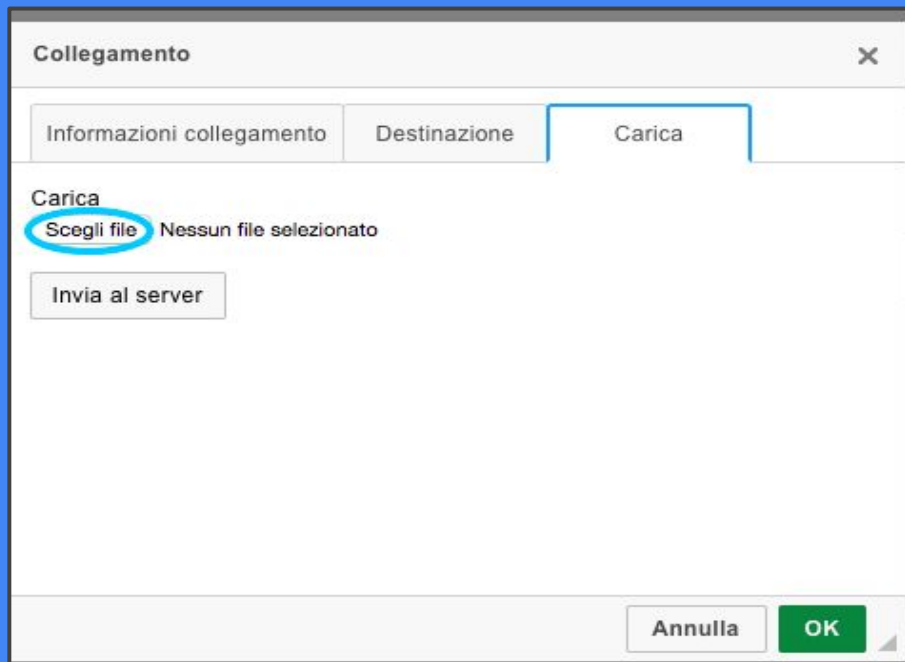 Collegamento
Informazioni collegamento Destinazione Carica
Carica
Scegli file Nessun file selezionato
Invia al server
Annulla OK